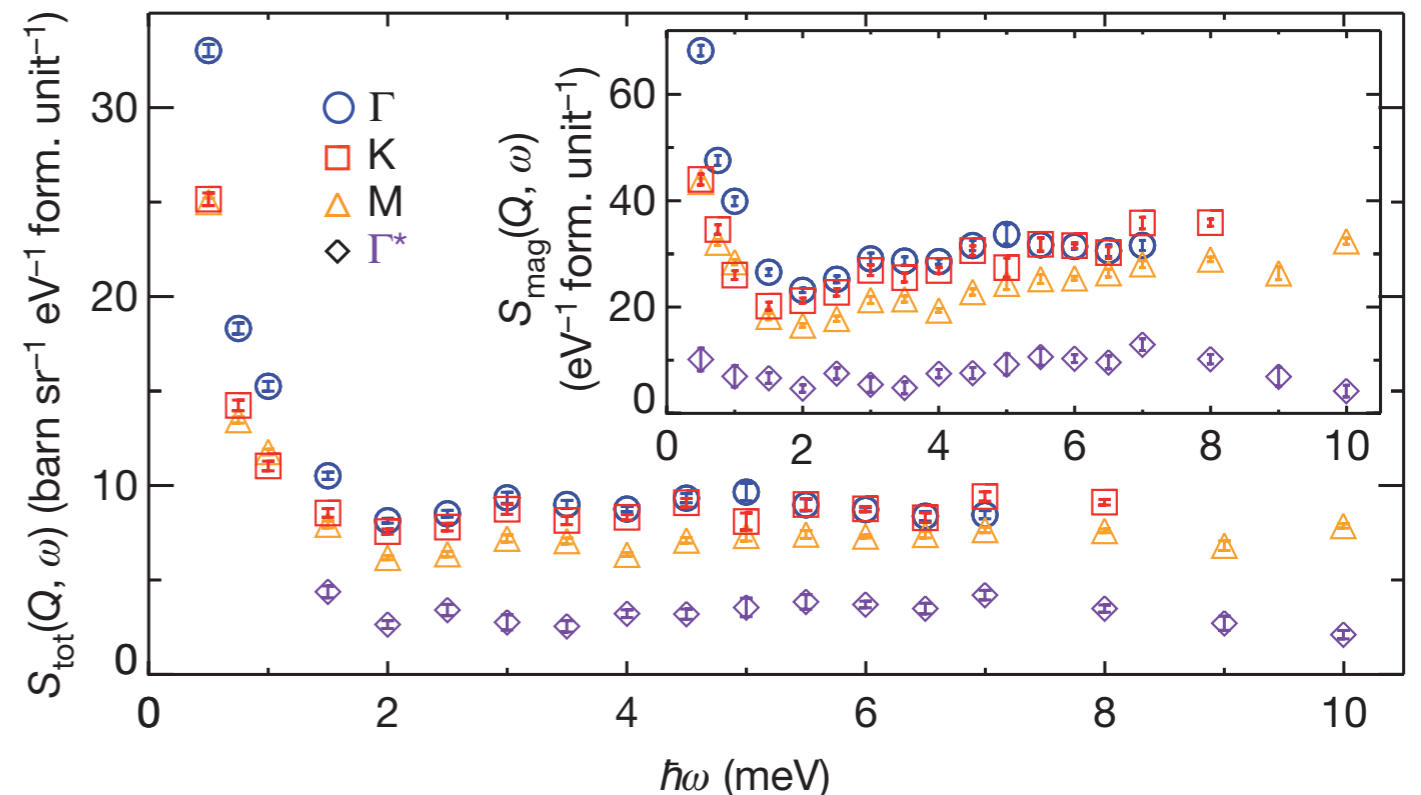 S_tot(Q, ω) (barn sr⁻¹ eV⁻¹ form. unit⁻¹)
30
20
10
0
Γ
K
M
Γ*
S_mag(Q, ω)
(eV⁻¹ form. unit⁻¹)
60
40
20
0
0 2 4 6 8 10
0 2 4 6 8 10
ħω (meV)